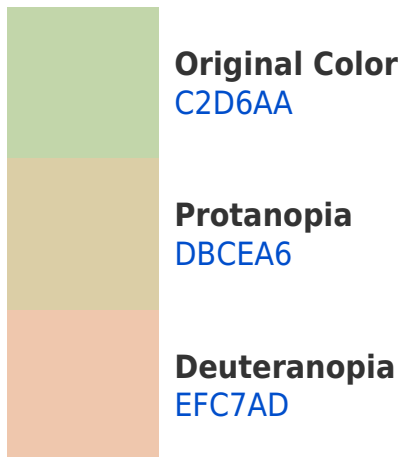 Original Color
C2D6AA
Protanopia
DBCEA6
Deuteranopia
EFC7AD